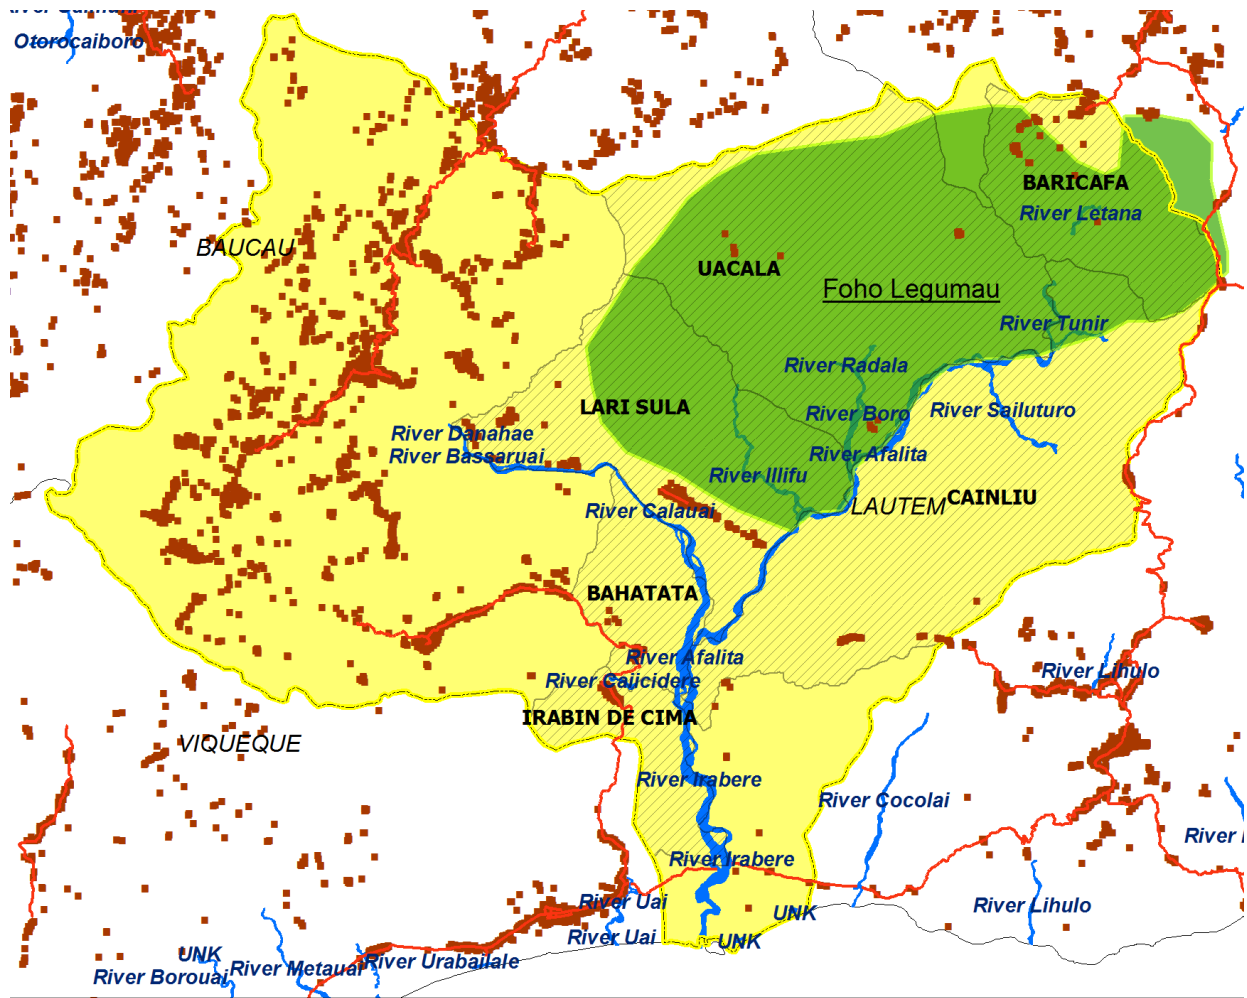 Otorocaiboro
BARICAFA
River Letana
BAUCAU
UACALA
Foho Legumau
River Tunir
River Radala
LARI SULA
River Boro
River Sailuturo
River Danahae
River Bassaruai
River Afalita
River Illifu
LAUTEM
CAINLIU
River Calauai
BAHATATA
River Afalita
River Lihulo
River Caiicidere
IRABIN DE CIMA
VIQUEQUE
River Irabere
River Cocolai
River
River Irabere
River Uai
River Lihulo
UNK
River Uai
UNK
UNK
River Urabailale
River Metauai
River Borouai